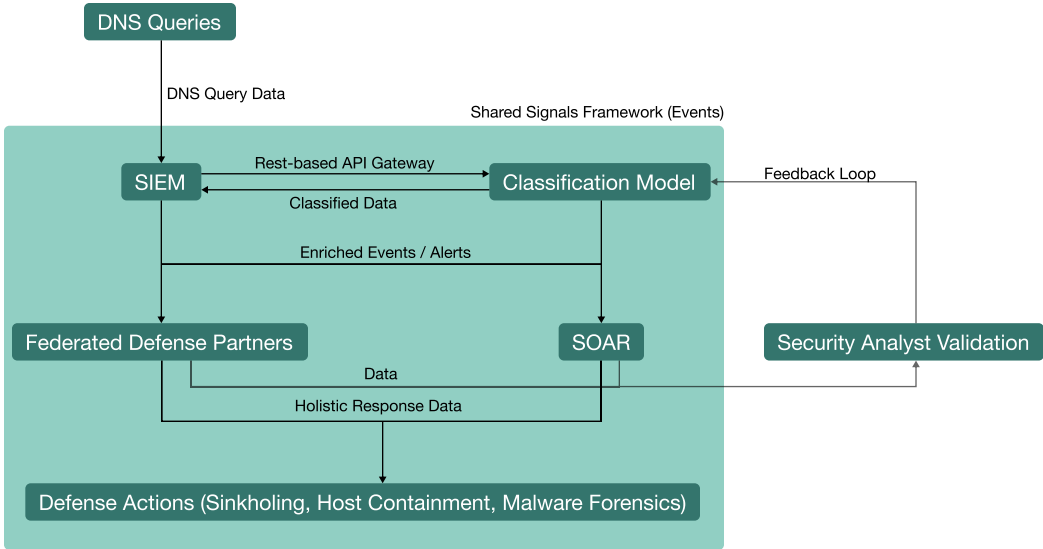 DNS Queries
DNS Query Data
Shared Signals Framework (Events)
Rest-based API Gateway
SIEM
Classification Model
Feedback Loop
Classified Data
Enriched Events / Alerts
Federated Defense Partners
SOAR
Security Analyst Validation
Data
Holistic Response Data
Defense Actions (Sinkholing, Host Containment, Malware Forensics)